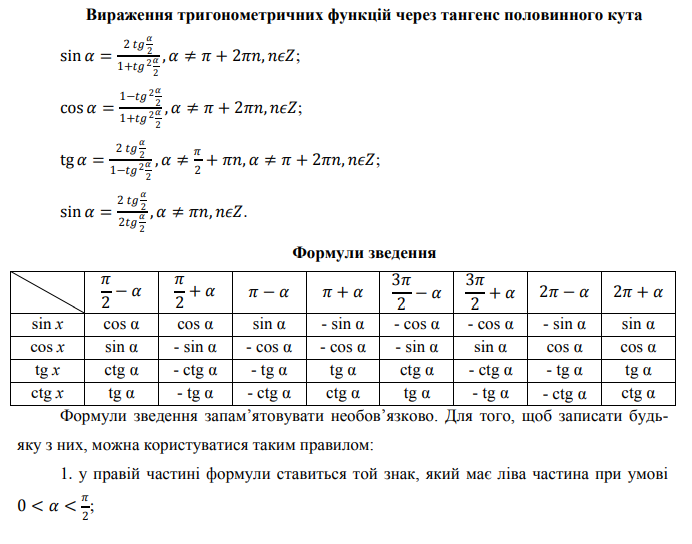 Вираження тригонометричних функцій через тангенс половинного кута
sin α = (2 tg α/2)/(1+tg² α/2), α ≠ π + 2πn, nϵZ;
cos α = (1−tg² α/2)/(1+tg² α/2), α ≠ π + 2πn, nϵZ;
tg α = (2 tg α/2)/(1−tg² α/2), α ≠ π/2 + πn, α ≠ π + 2πn, nϵZ;
sin α = (2 tg α/2)/(2tg α/2), α ≠ πn, nϵZ.
Формули зведення
π/2 − α π/2 + α π − α π + α 3π/2 − α 3π/2 + α 2π − α 2π + α
sin x cos α cos α sin α - sin α - cos α - cos α - sin α sin α
cos x sin α - sin α - cos α - cos α - sin α sin α cos α cos α
tg x ctg α - ctg α - tg α tg α ctg α - ctg α - tg α tg α
ctg x tg α - tg α - ctg α ctg α tg α - tg α - ctg α ctg α
Формули зведення запам’ятовувати необов’язково. Для того, щоб записати будь-
яку з них, можна користуватися таким правилом:
1. у правій частині формули ставиться той знак, який має ліва частина при умові
0 < α < π/2;